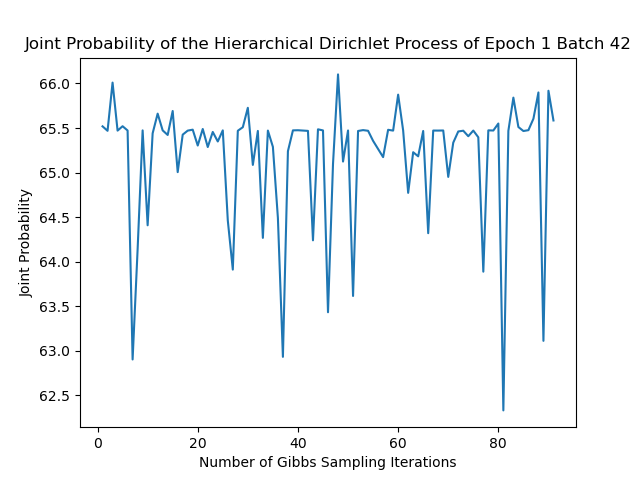 Joint Probability of the Hierarchical Dirichlet Process of Epoch 1 Batch 42
66.0
65.5
65.0
64.5
64.0
63.5
63.0
62.5
Joint Probability
0 20 40 60 80
Number of Gibbs Sampling Iterations